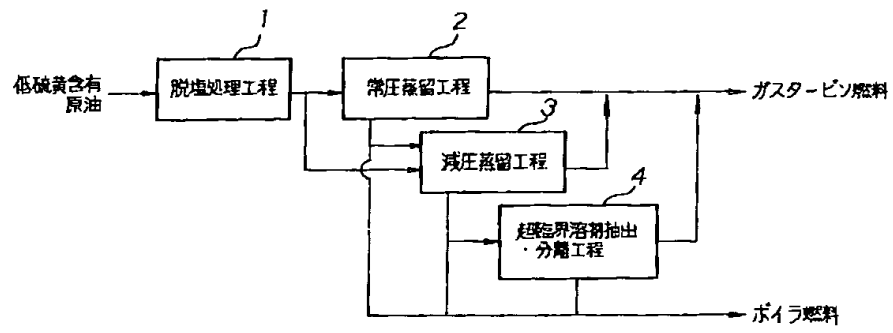 1
2
低硫黄含有
原油
脱塩処理工程
常圧蒸留工程
ガスタービン燃料
3
減圧蒸留工程
4
超臨界溶剤抽出
・分離工程
ボイラ燃料